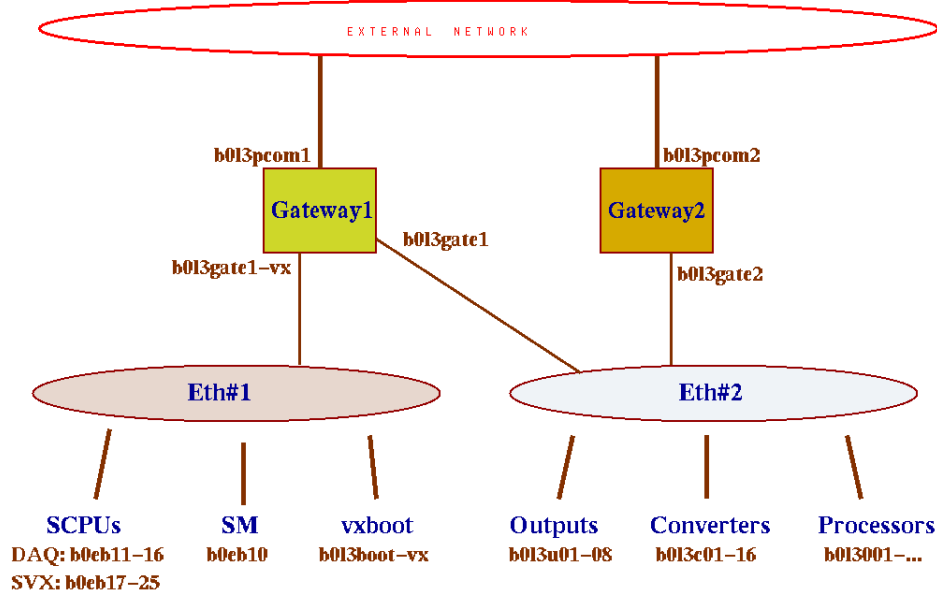 EXTERNAL NETWORK
b0l3pcom1
b0l3pcom2
Gateway1
Gateway2
b0l3gate1
b0l3gate1-vx
b0l3gate2
Eth#1
Eth#2
SCPUs
SM
vxboot
Outputs
Converters
Processors
DAQ: b0eb11-16
b0eb10
b0l3boot-vx
b0l3u01-08
b0l3c01-16
b0l3001-...
SVX: b0eb17-25